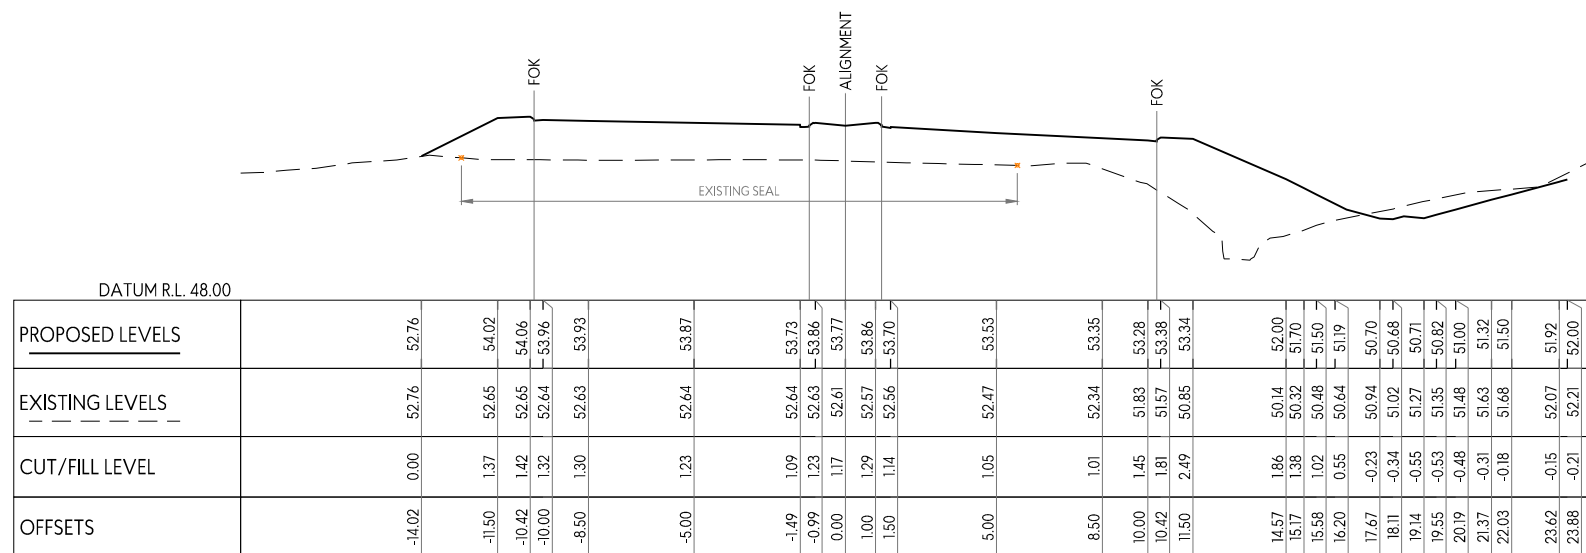 FOK
FOK
ALIGNMENT
FOK
FOK
EXISTING SEAL
DATUM R.L. 48.00
PROPOSED LEVELS 52.76 54.02 54.06 53.96 53.93 53.87 53.73 53.86 53.77 53.86 53.70 53.53 53.35 53.28 53.38 53.34 52.00 51.70 51.50 51.19 50.70 50.68 50.71 50.82 51.00 51.32 51.50 51.92 52.00
EXISTING LEVELS 52.76 52.65 52.65 52.64 52.63 52.64 52.64 52.63 52.61 52.57 52.56 52.47 52.34 51.83 51.57 50.85 50.14 50.32 50.48 50.64 50.94 51.02 51.27 51.35 51.48 51.63 51.68 52.07 52.21
CUT/FILL LEVEL 0.00 1.37 1.42 1.32 1.30 1.23 1.09 1.23 1.17 1.29 1.14 1.05 1.01 1.45 1.81 2.49 1.86 1.38 1.02 0.55 -0.23 -0.34 -0.55 -0.53 -0.48 -0.31 -0.18 -0.15 -0.21
OFFSETS -14.02 -11.50 -10.42 -10.00 -8.50 -5.00 -1.49 -0.99 0.00 1.00 1.50 5.00 8.50 10.00 10.42 11.50 14.57 15.17 15.58 16.20 17.67 18.11 19.14 19.55 20.19 21.37 22.03 23.62 23.88